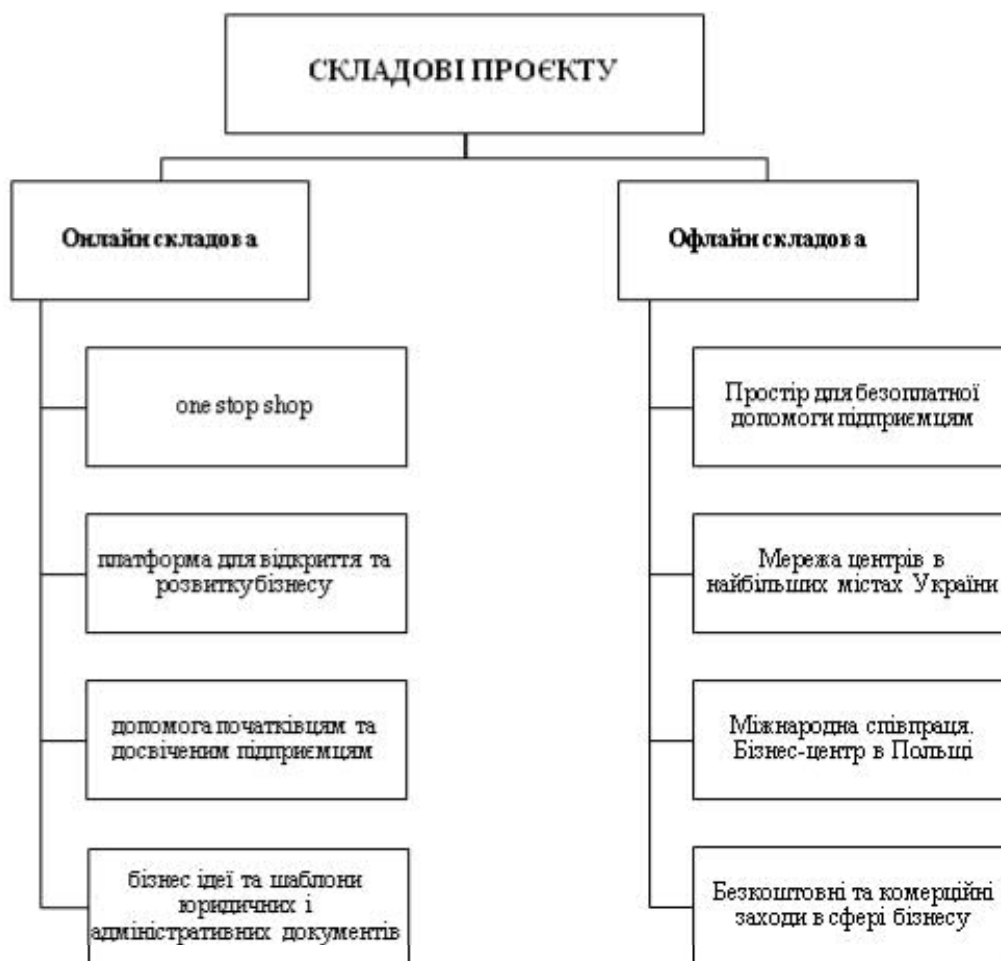 СКЛАДОВІ ПРОЄКТУ
Онлайн складова
one stop shop
платформа для відкриття та
розвитку бізнесу
допомога початківцям та
досвіченим підприємцям
бізнес ідеї та шаблони
юридичних і
адміністративних документів
Офлайн складова
Простір для безоплатної
допомоги підприємцям
Мережа центрів в
найбільших містах України
Міжнародна співпраця.
Бізнес-центр в Польщі
Безкоштовні та комерційні
заходи в сфері бізнесу